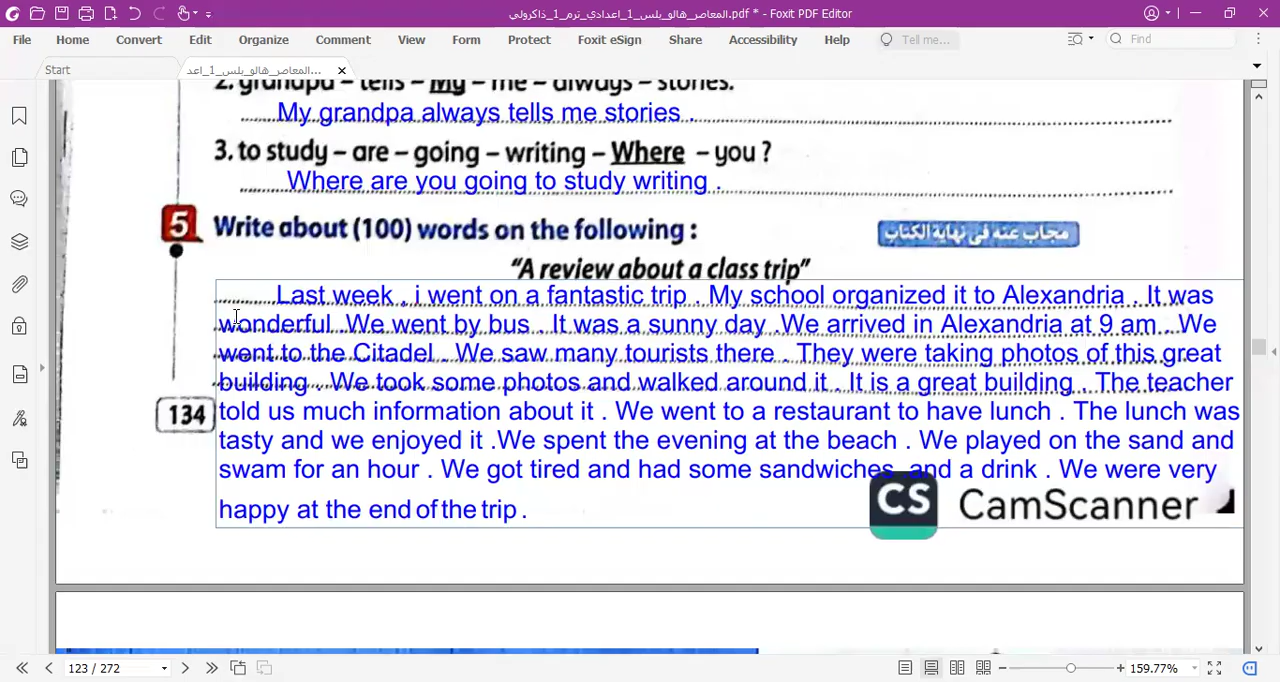 المعاصر_هالو_بلس_1_اعدادي_ترم_1_ذاكرولي.pdf * - Foxit PDF Editor
File Home Convert Edit Organize Comment View Form Protect Foxit eSign Share Accessibility Help Tell me... Find
Start المعاصر_هالو_بلس_1_اعد...
2. grandpa – tells – My – me – always – stories.
My grandpa always tells me stories .
3. to study – are – going – writing – Where – you ?
Where are you going to study writing .
5 Write about (100) words on the following : مجاب عنه في نهاية الكتاب
"A review about a class trip"
Last week , i went on a fantastic trip . My school organized it to Alexandria . It was
wonderful .We went by bus . It was a sunny day .We arrived in Alexandria at 9 am . We
went to the Citadel . We saw many tourists there . They were taking photos of this great
building . We took some photos and walked around it . It is a great building . The teacher
told us much information about it . We went to a restaurant to have lunch . The lunch was
134
tasty and we enjoyed it .We spent the evening at the beach . We played on the sand and
swam for an hour . We got tired and had some sandwiches and a drink . We were very
happy at the end of the trip .
CS CamScanner
123 / 272 159.77%